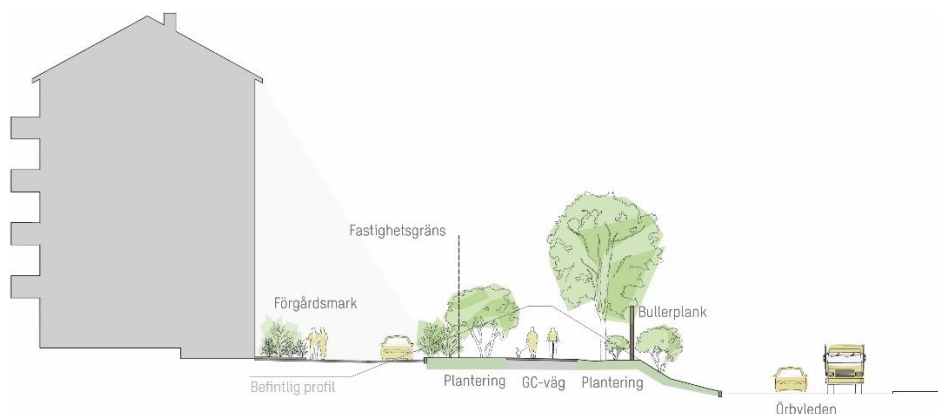 Fastighetsgräns
Förgårdsmark
Bullerplank
Befintlig profil
Plantering
GC-väg
Plantering
Örbyleden